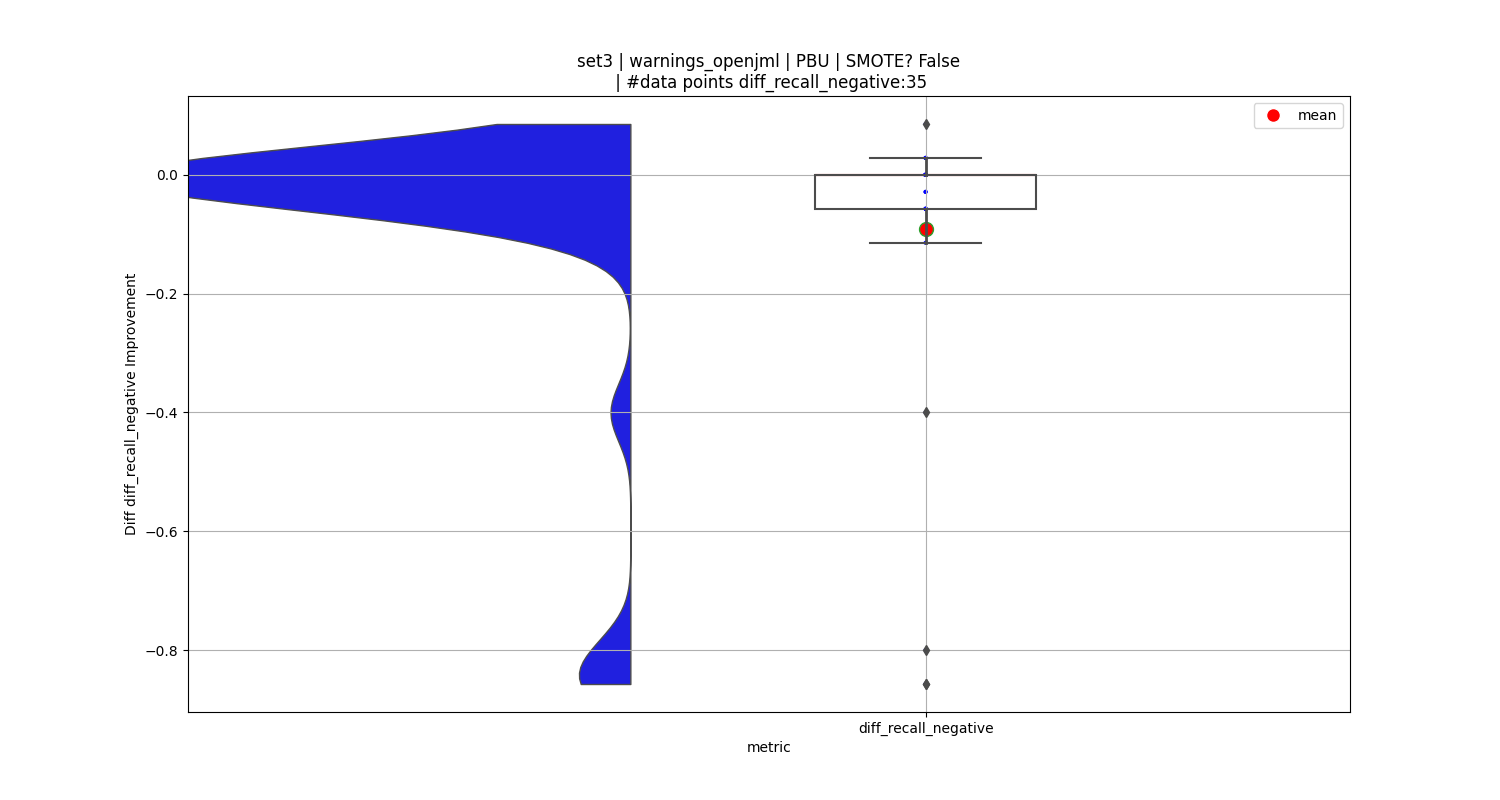 set3 | warnings_openjml | PBU | SMOTE? False
| #data points diff_recall_negative:35
mean
0.0
−0.2
−0.4
−0.6
−0.8
Diff diff_recall_negative Improvement
diff_recall_negative
metric